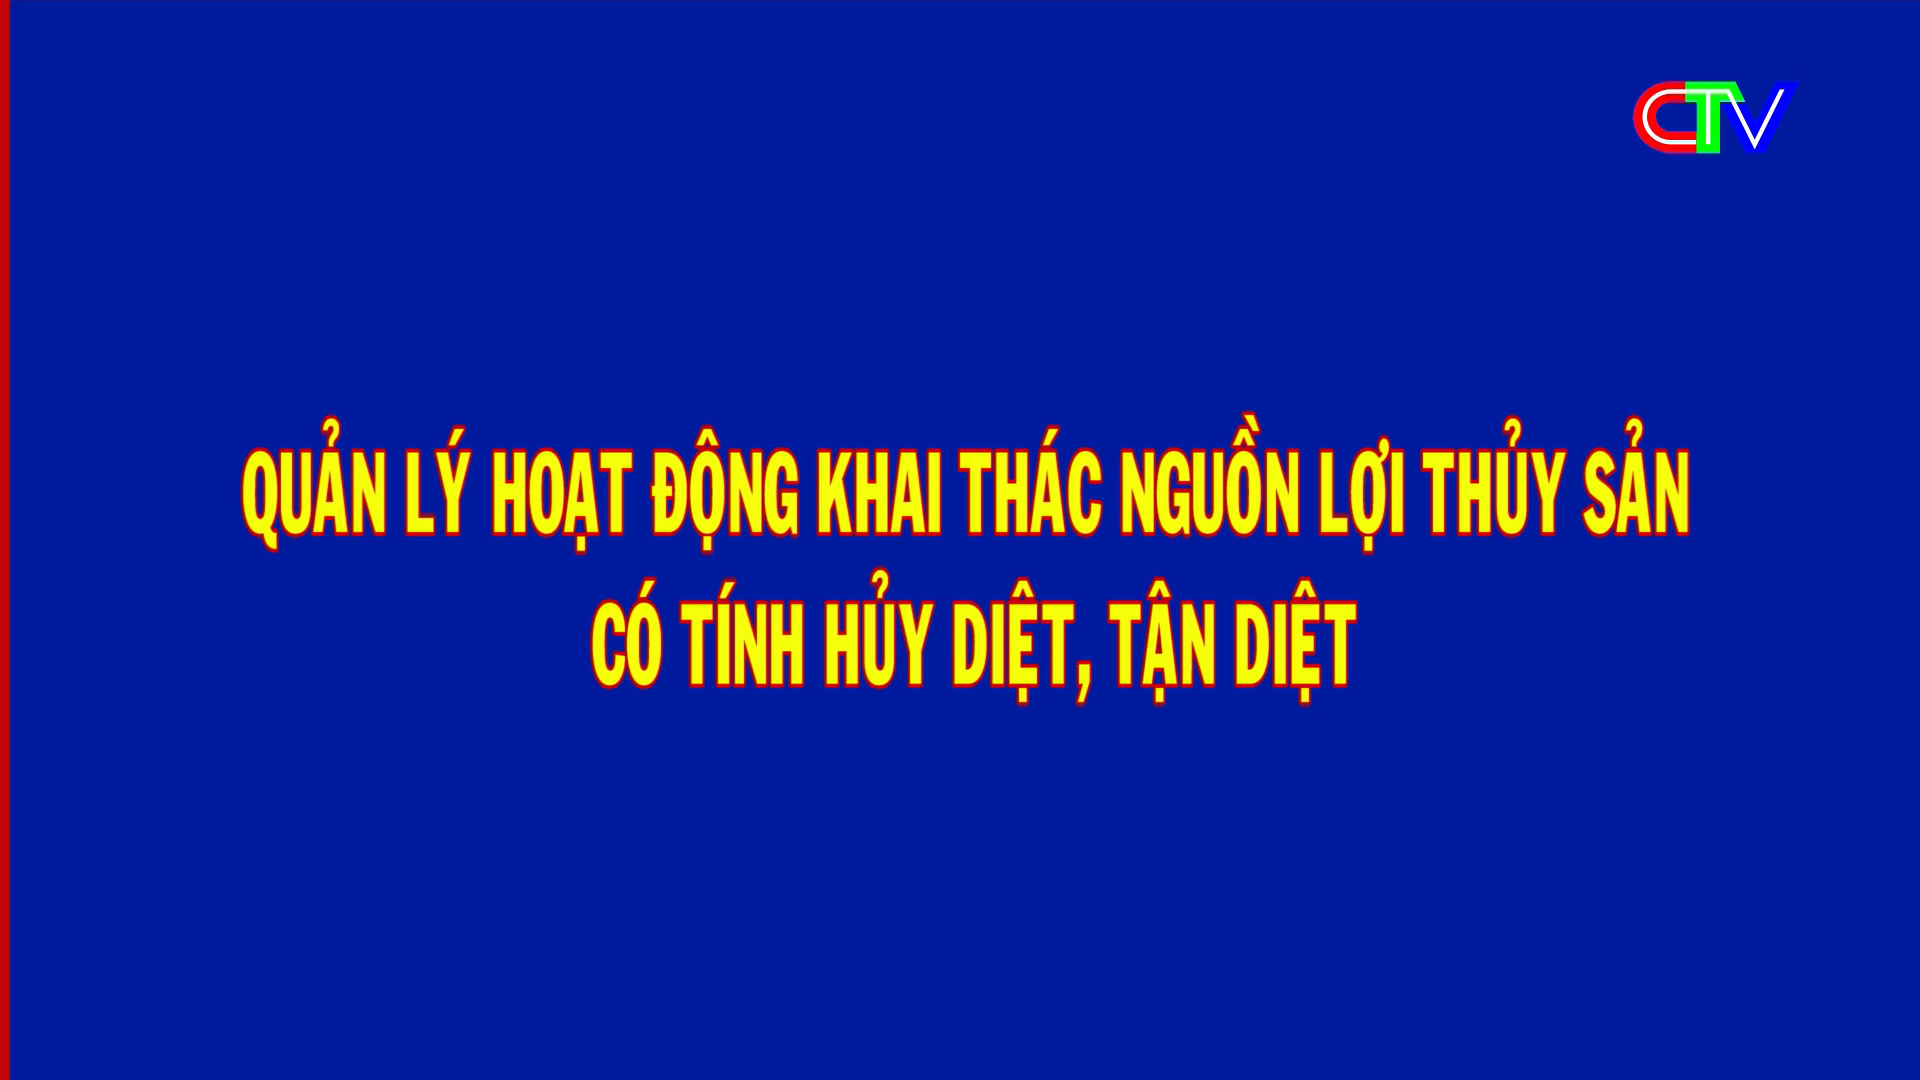 CTV
QUẢN LÝ HOẠT ĐỘNG KHAI THÁC NGUỒN LỢI THỦY SẢN
CÓ TÍNH HỦY DIỆT, TẬN DIỆT